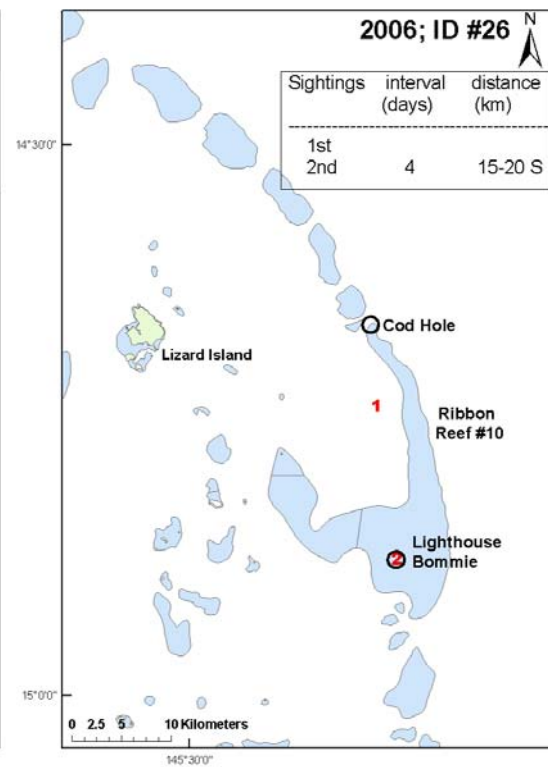 2006; ID #26
N
Sightings interval distance
(days) (km)
1st
2nd 4 15-20 S
14°30'0"
Cod Hole
Lizard Island
1
Ribbon
Reef #10
Lighthouse
2 Bommie
15°0'0"
0 2.5 5 10 Kilometers
145°30'0"